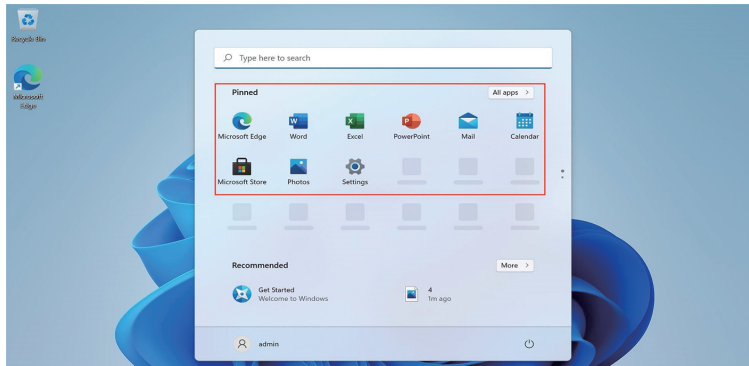 Recycle Bin
Microsoft
Edge
Type here to search
Pinned
All apps >
Microsoft Edge
Word
Excel
PowerPoint
Mail
Calendar
Microsoft Store
Photos
Settings
Recommended
More >
Get Started
Welcome to Windows
4
1m ago
admin